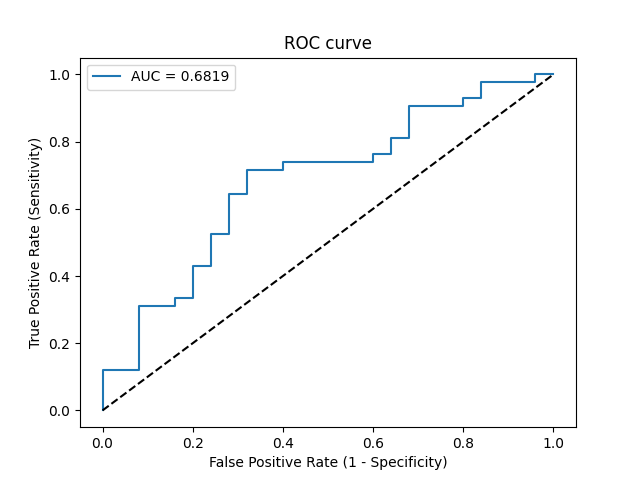 ROC curve
AUC = 0.6819
1.0
0.8
0.6
0.4
0.2
0.0
True Positive Rate (Sensitivity)
0.0 0.2 0.4 0.6 0.8 1.0
False Positive Rate (1 - Specificity)